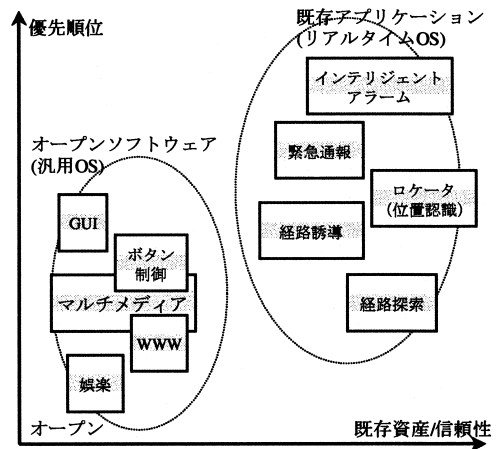 優先順位
既存アプリケーション
(リアルタイムOS)
インテリジェント
アラーム
オープンソフトウェア
(汎用OS)
緊急通報
ロケータ
(位置認識)
GUI
経路誘導
ボタン
制御
マルチメディア
経路探索
WWW
娯楽
オープン
既存資産/信頼性